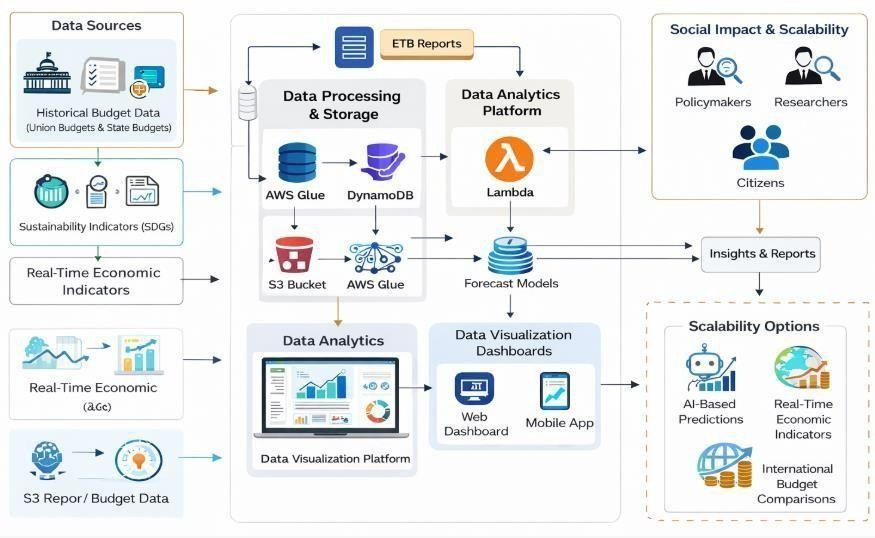 Data Sources
Historical Budget Data
(Union Budgets & State Budgets)
Sustainability Indicators (SDGs)
Real-Time Economic
Indicators
Real-Time Economic
S3 Repor / Budget Data
ETB Reports
Data Processing
& Storage
AWS Glue
DynamoDB
S3 Bucket
AWS Glue
Data Analytics
Platform
Lambda
Forecast Models
Data Analytics
Data Visualization Platform
Data Visualization
Dashboards
Web
Dashboard
Mobile App
Social Impact & Scalability
Policymakers
Researchers
Citizens
Insights & Reports
Scalability Options
AI-Based
Predictions
Real-Time
Economic
Indicators
International
Budget
Comparisons